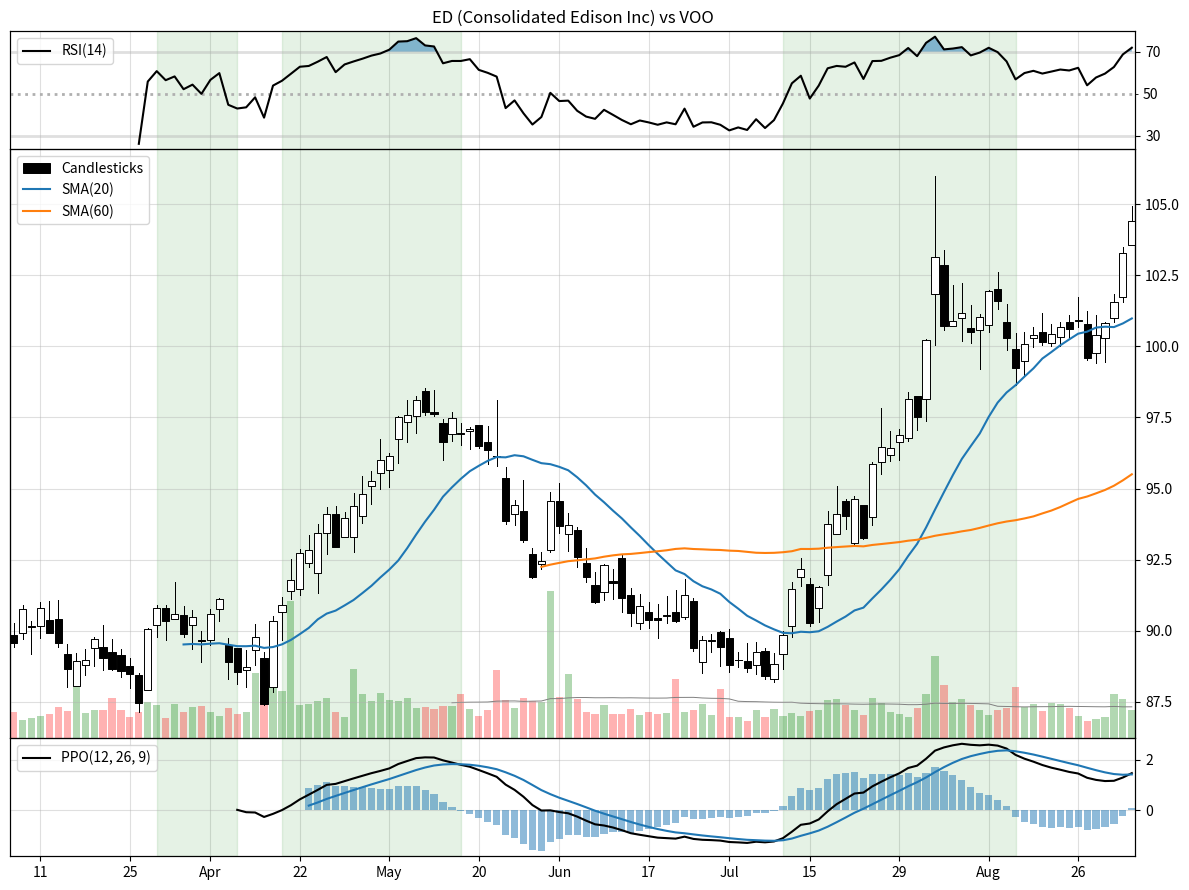 ED (Consolidated Edison Inc) vs VOO
RSI(14)
70
50
30
Candlesticks
SMA(20)
SMA(60)
105.0
102.5
100.0
97.5
95.0
92.5
90.0
87.5
PPO(12, 26, 9)
2
0
11 25 Apr 22 May 20 Jun 17 Jul 15 29 Aug 26